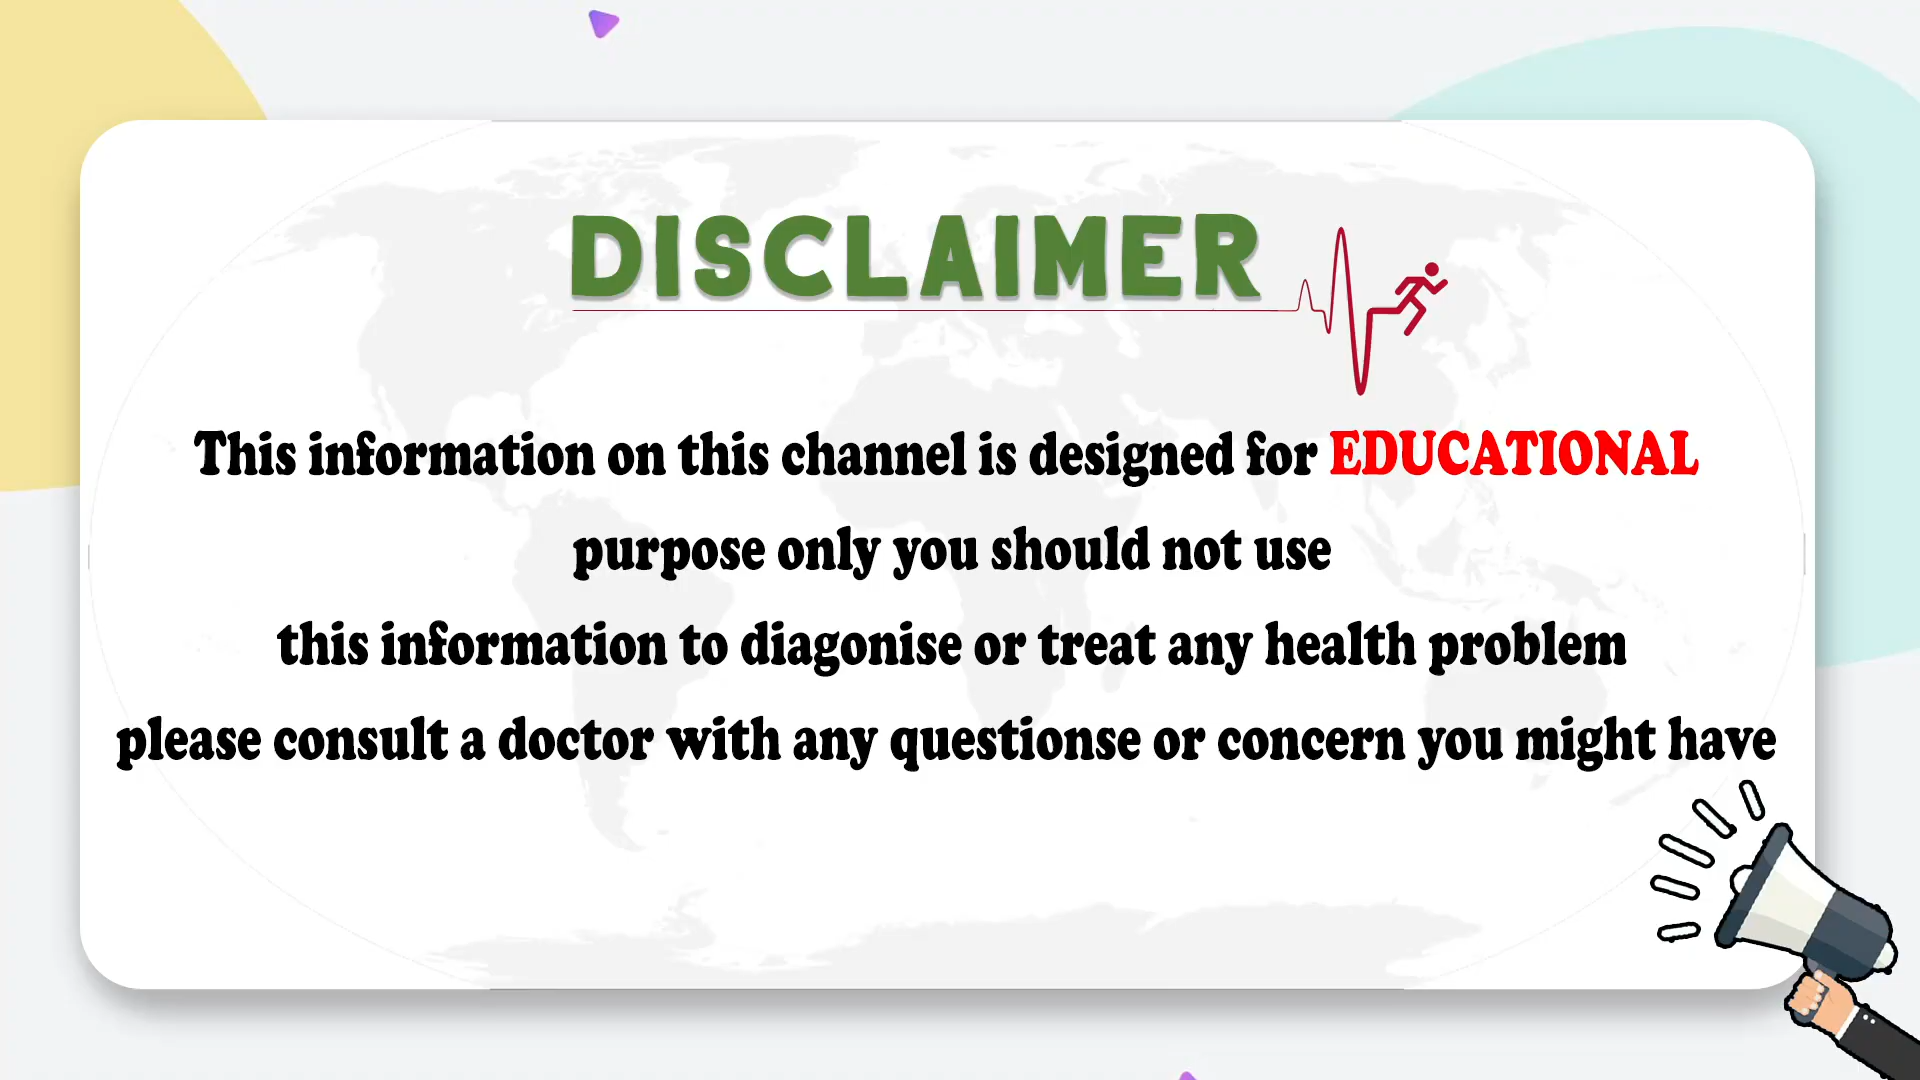 DISCLAIMER
This information on this channel is designed for EDUCATIONAL
purpose only you should not use
this information to diagonise or treat any health problem
please consult a doctor with any questionse or concern you might have